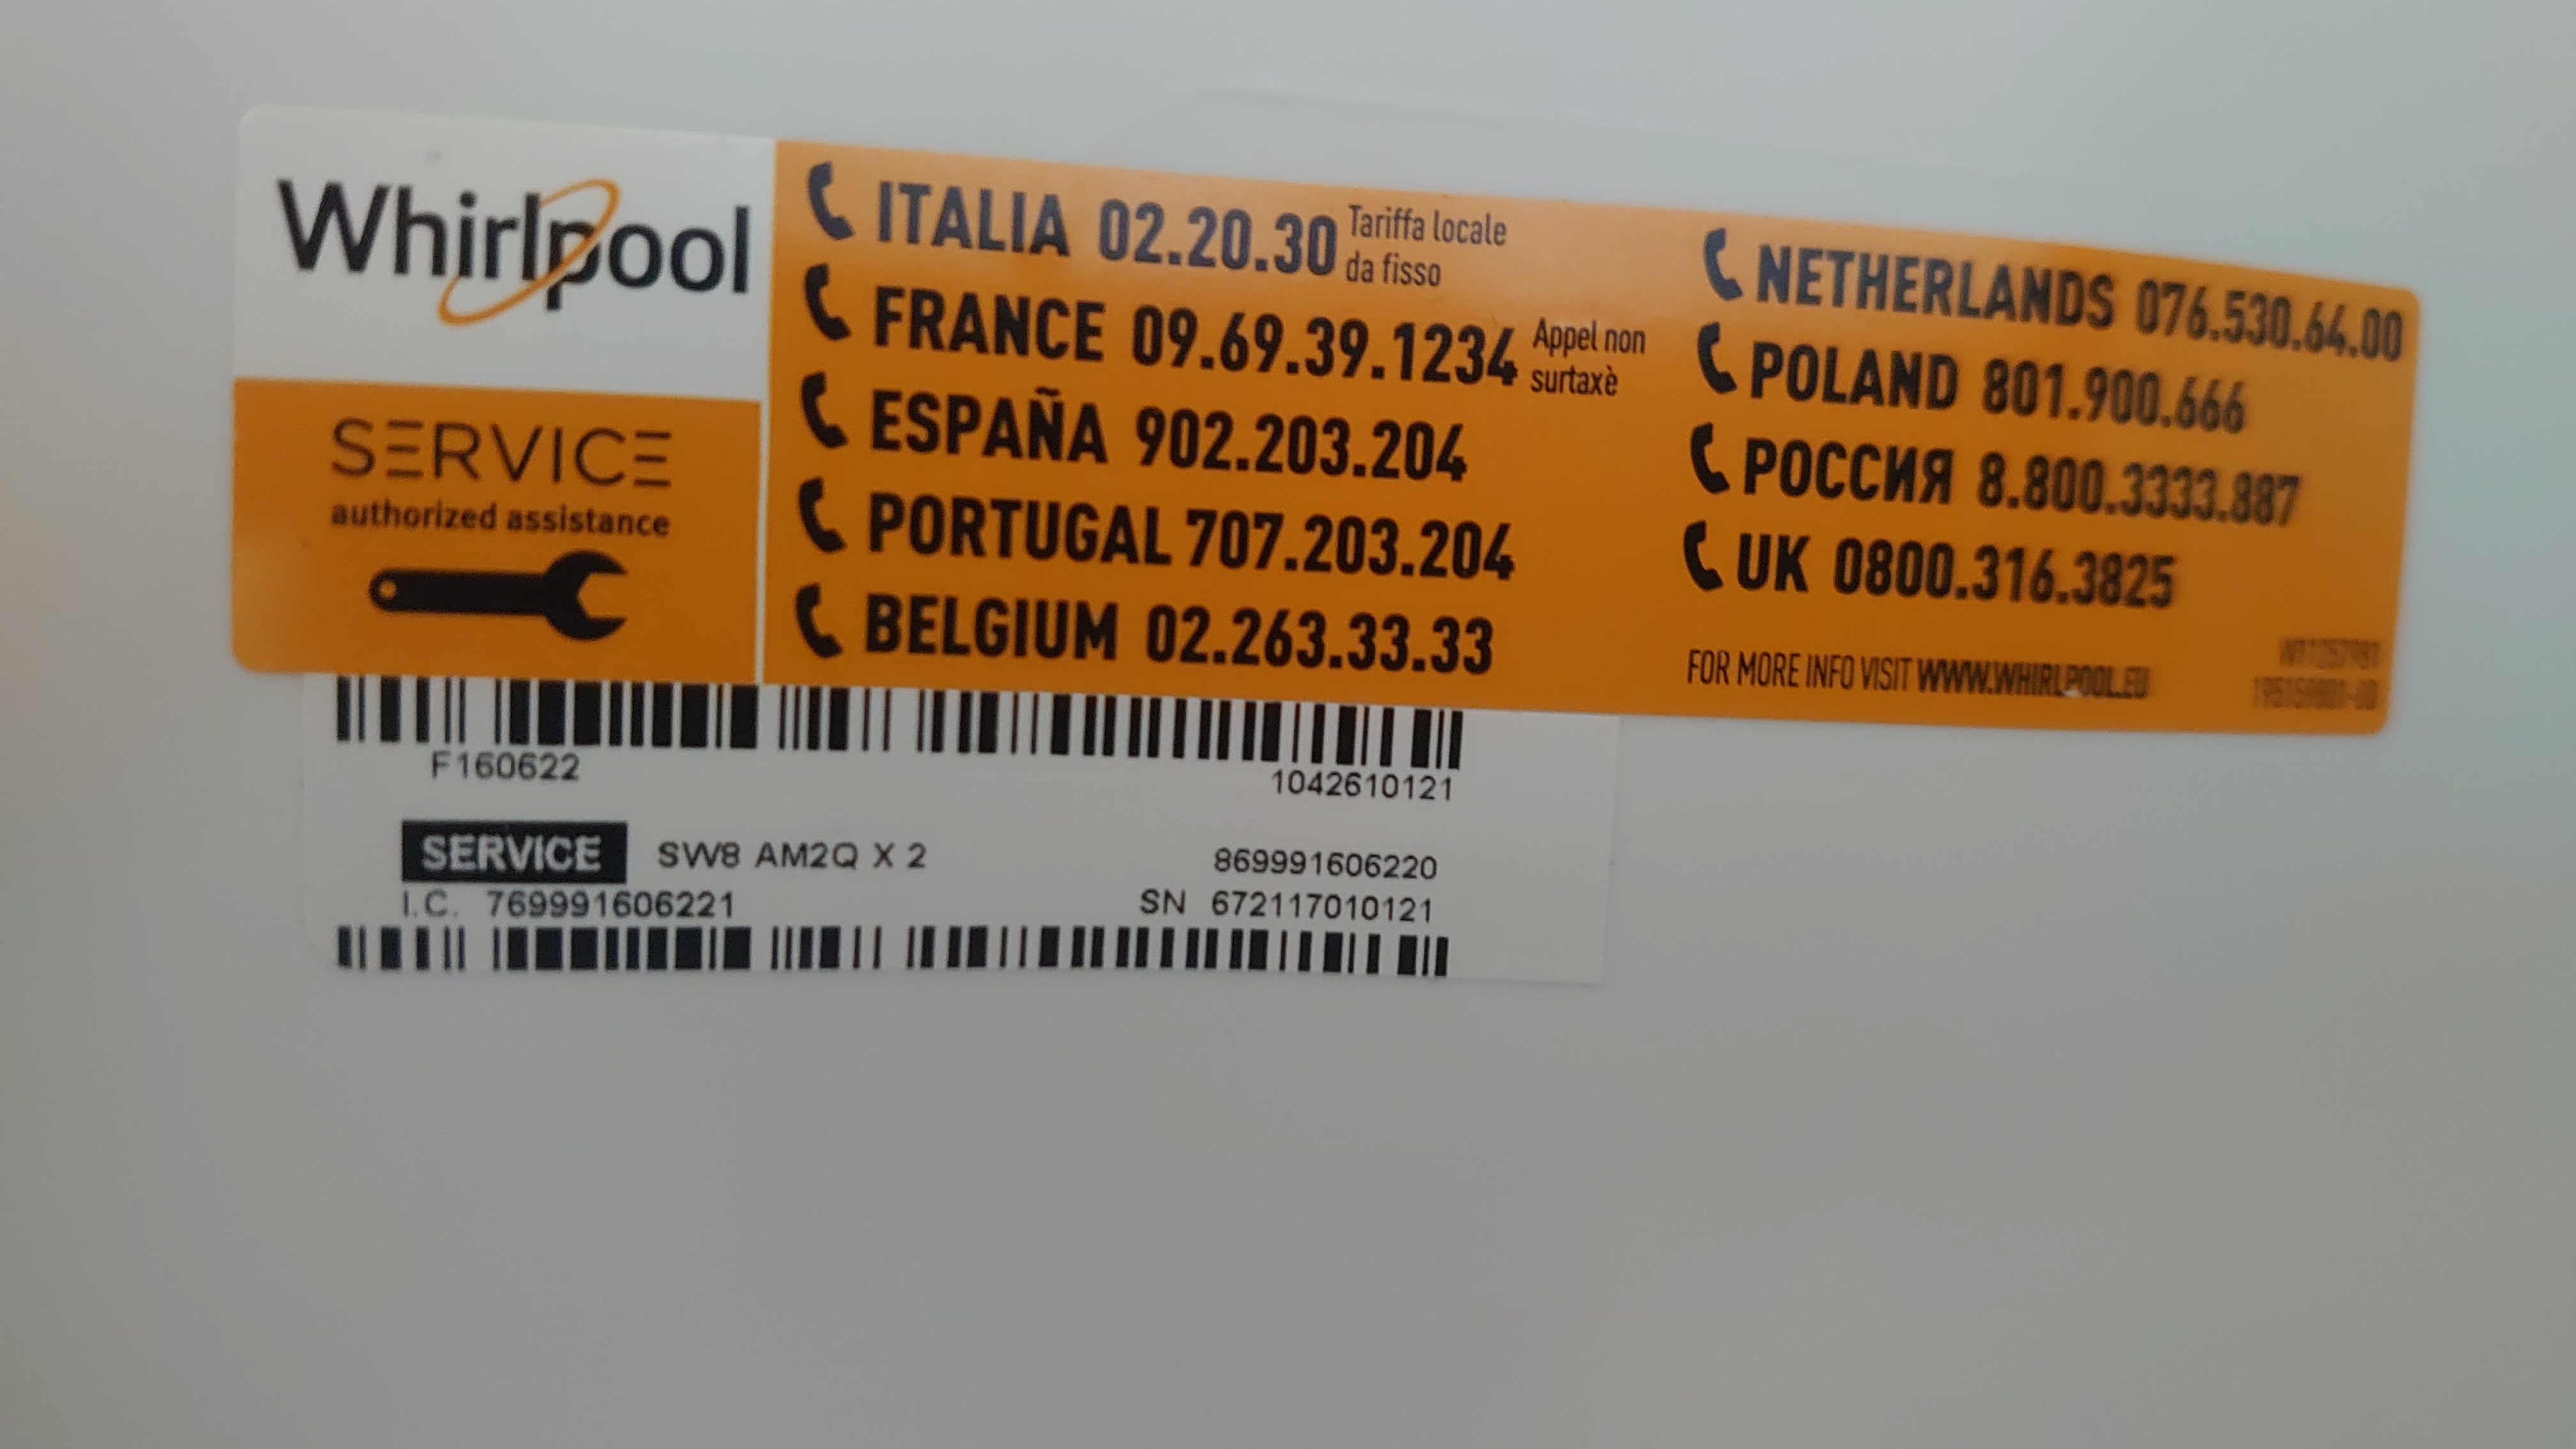 Whirlpool
SERVICE
authorized assistance
ITALIA 02.20.30 Tariffa locale
da fisso
FRANCE 09.69.39.1234 Appel non
surtaxè
ESPAÑA 902.203.204
PORTUGAL 707.203.204
BELGIUM 02.263.33.33
NETHERLANDS 076.530.64.00
POLAND 801.900.666
РОССИЯ 8.800.3333.887
UK 0800.316.3825
FOR MORE INFO VISIT WWW.WHIRLPOOL.EU
F160622 1042610121
SERVICE SW8 AM2Q X 2 869991606220
I.C. 769991606221 SN 672117010121